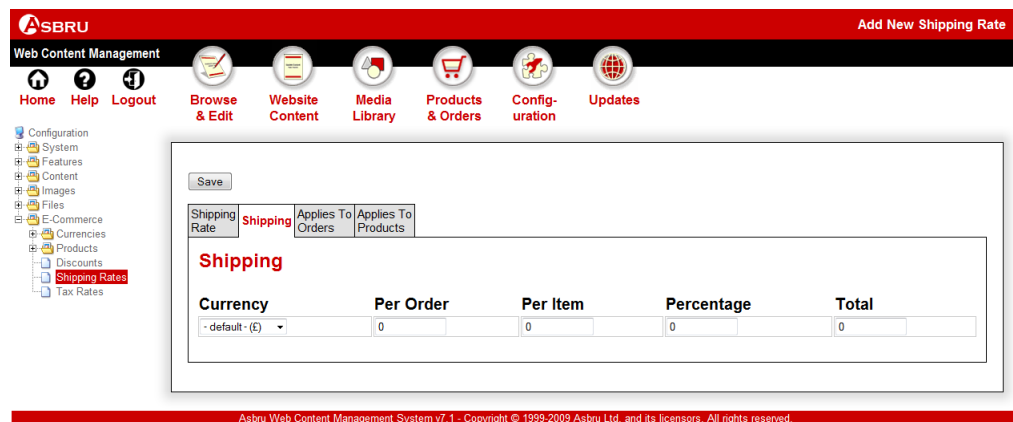 ASBRU
Add New Shipping Rate
Web Content Management
Home Help Logout
Browse & Edit
Website Content
Media Library
Products & Orders
Config-uration
Updates
Configuration
System
Features
Content
Images
Files
E-Commerce
Currencies
Products
Discounts
Shipping Rates
Tax Rates
Save
Shipping Rate
Shipping
Applies To Orders
Applies To Products
Shipping
Currency Per Order Per Item Percentage Total
- default - (£) 0 0 0 0
Asbru Web Content Management System v7.1 - Copyright © 1999-2009 Asbru Ltd. and its licensors. All rights reserved.